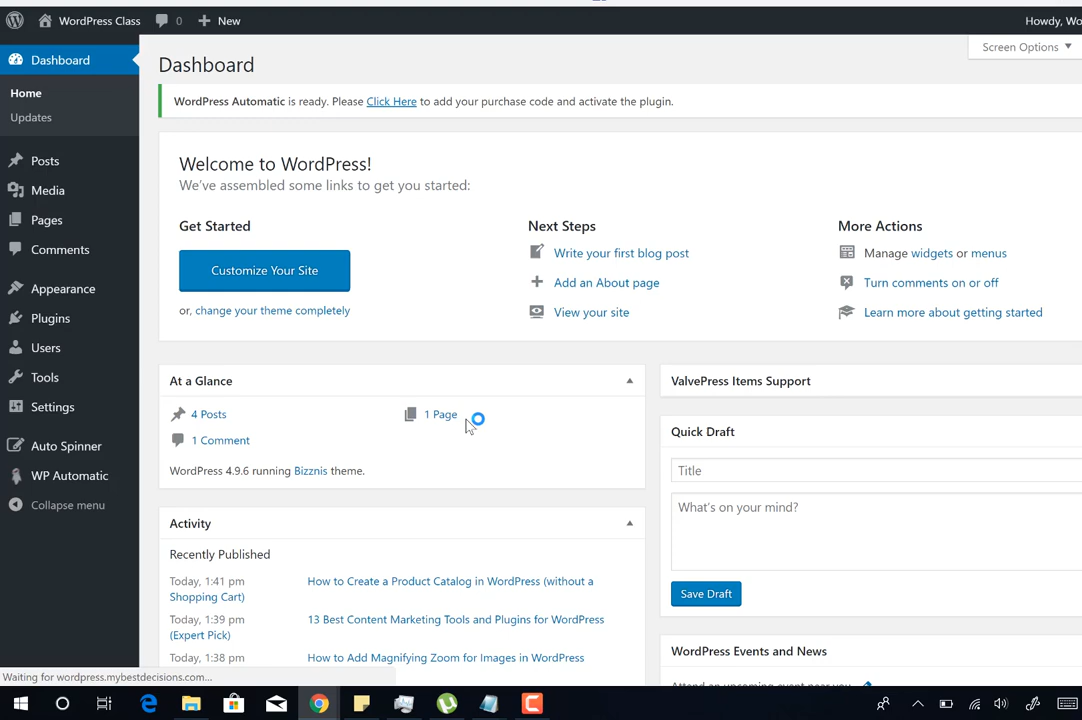 WordPress Class 0 New Howdy, Wo
Dashboard
Screen Options
Dashboard
Home
Updates
WordPress Automatic is ready. Please Click Here to add your purchase code and activate the plugin.
Posts
Media
Pages
Comments
Appearance
Plugins
Users
Tools
Settings
Auto Spinner
WP Automatic
Collapse menu
Welcome to WordPress!
We've assembled some links to get you started:
Get Started
Customize Your Site
or, change your theme completely
Next Steps
Write your first blog post
Add an About page
View your site
More Actions
Manage widgets or menus
Turn comments on or off
Learn more about getting started
At a Glance
4 Posts
1 Page
1 Comment
WordPress 4.9.6 running Bizznis theme.
Activity
Recently Published
Today, 1:41 pm How to Create a Product Catalog in WordPress (without a
Shopping Cart)
Today, 1:39 pm 13 Best Content Marketing Tools and Plugins for WordPress
(Expert Pick)
Today, 1:38 pm How to Add Magnifying Zoom for Images in WordPress
ValvePress Items Support
Quick Draft
Title
What's on your mind?
Save Draft
WordPress Events and News
Attend an upcoming event near you.
Waiting for wordpress.mybestdecisions.com...